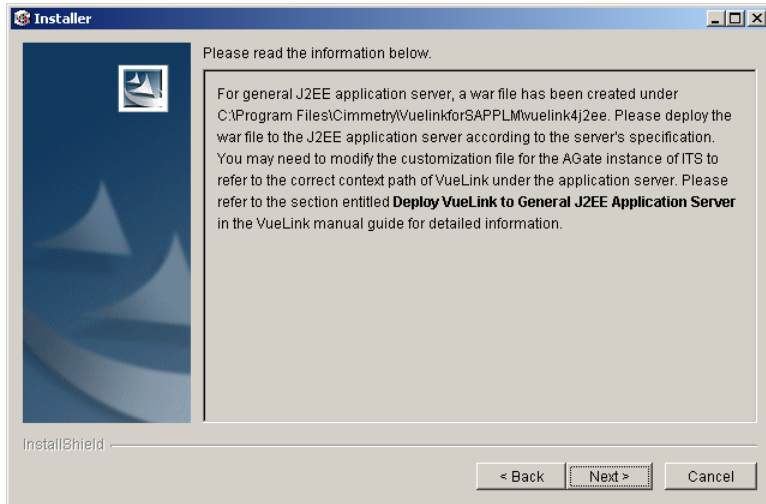 Installer
Please read the information below.
For general J2EE application server, a war file has been created under
C:\Program Files\Cimmetry\VuelinkforSAPPLM\vuelink4j2ee. Please deploy the
war file to the J2EE application server according to the server's specification.
You may need to modify the customization file for the AGate instance of ITS to
refer to the correct context path of VueLink under the application server. Please
refer to the section entitled Deploy VueLink to General J2EE Application Server
in the VueLink manual guide for detailed information.
InstallShield
< Back Next > Cancel